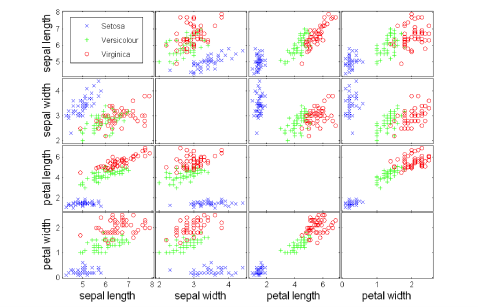 8
7
6
5
sepal length
Setosa
Versicolour
Virginica
4
3
2
sepal width
6
4
2
petal length
2
1
0
petal width
5 6 7 8 2 3 4 2 4 6 0 1 2
sepal length sepal width petal length petal width